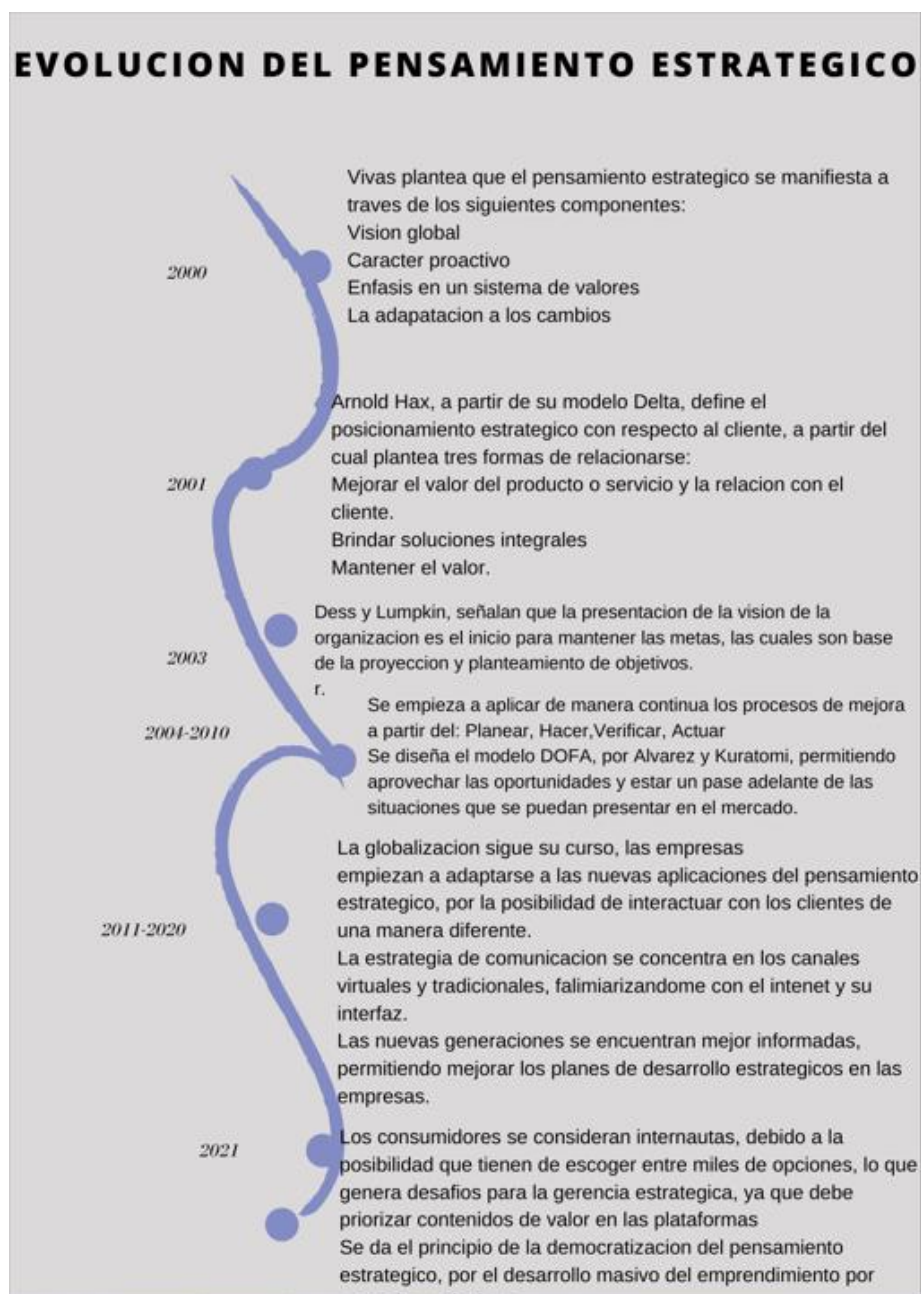 EVOLUCION DEL PENSAMIENTO ESTRATEGICO
2000
Vivas plantea que el pensamiento estrategico se manifiesta a
traves de los siguientes componentes:
Vision global
Caracter proactivo
Enfasis en un sistema de valores
La adapatacion a los cambios
2001
Arnold Hax, a partir de su modelo Delta, define el
posicionamiento estrategico con respecto al cliente, a partir del
cual plantea tres formas de relacionarse:
Mejorar el valor del producto o servicio y la relacion con el
cliente.
Brindar soluciones integrales
Mantener el valor.
2003
Dess y Lumpkin, señalan que la presentacion de la vision de la
organizacion es el inicio para mantener las metas, las cuales son base
de la proyeccion y planteamiento de objetivos.
r.
2004-2010
Se empieza a aplicar de manera continua los procesos de mejora
a partir del: Planear, Hacer,Verificar, Actuar
Se diseña el modelo DOFA, por Alvarez y Kuratomi, permitiendo
aprovechar las oportunidades y estar un pase adelante de las
situaciones que se puedan presentar en el mercado.
2011-2020
La globalizacion sigue su curso, las empresas
empiezan a adaptarse a las nuevas aplicaciones del pensamiento
estrategico, por la posibilidad de interactuar con los clientes de
una manera diferente.
La estrategia de comunicacion se concentra en los canales
virtuales y tradicionales, falimiarizandome con el intenet y su
interfaz.
Las nuevas generaciones se encuentran mejor informadas,
permitiendo mejorar los planes de desarrollo estrategicos en las
empresas.
2021
Los consumidores se consideran internautas, debido a la
posibilidad que tienen de escoger entre miles de opciones, lo que
genera desafios para la gerencia estrategica, ya que debe
priorizar contenidos de valor en las plataformas
Se da el principio de la democratizacion del pensamiento
estrategico, por el desarrollo masivo del emprendimiento por